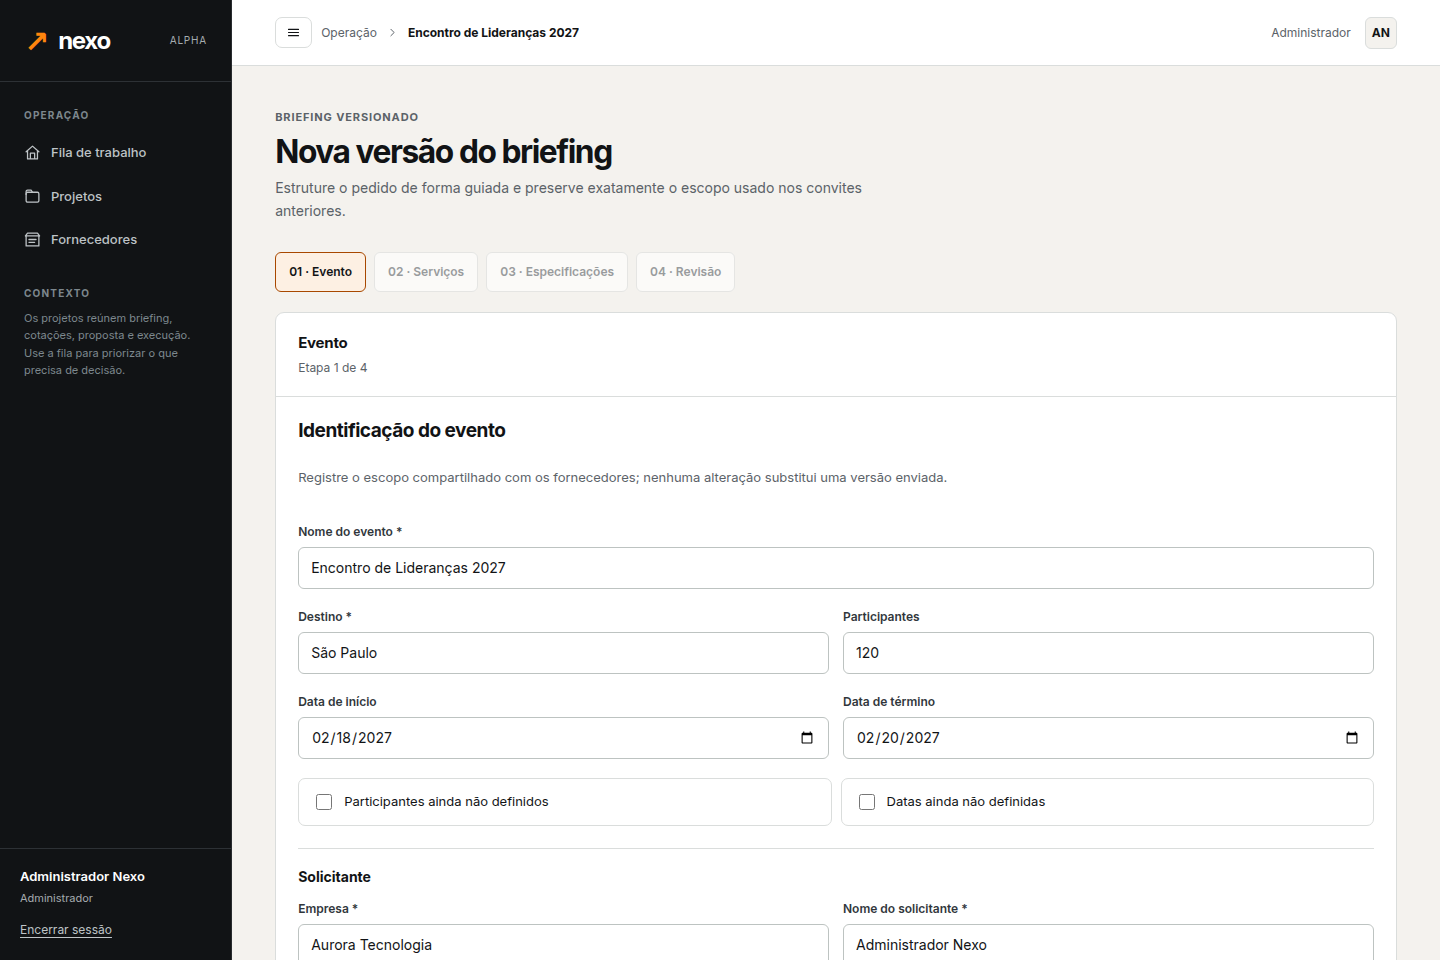 nexo
ALPHA
OPERAÇÃO
Fila de trabalho
Projetos
Fornecedores
CONTEXTO
Os projetos reúnem briefing,
cotações, proposta e execução.
Use a fila para priorizar o que
precisa de decisão.
Administrador Nexo
Administrador
Encerrar sessão
Operação
Encontro de Lideranças 2027
Administrador
AN
BRIEFING VERSIONADO
Nova versão do briefing
Estruture o pedido de forma guiada e preserve exatamente o escopo usado nos convites
anteriores.
01 · Evento
02 · Serviços
03 · Especificações
04 · Revisão
Evento
Etapa 1 de 4
Identificação do evento
Registre o escopo compartilhado com os fornecedores; nenhuma alteração substitui uma versão enviada.
Nome do evento *
Encontro de Lideranças 2027
Destino *
Participantes
São Paulo
120
Data de início
Data de término
02/18/2027
02/20/2027
Participantes ainda não definidos
Datas ainda não definidas
Solicitante
Empresa *
Nome do solicitante *
Aurora Tecnologia
Administrador Nexo